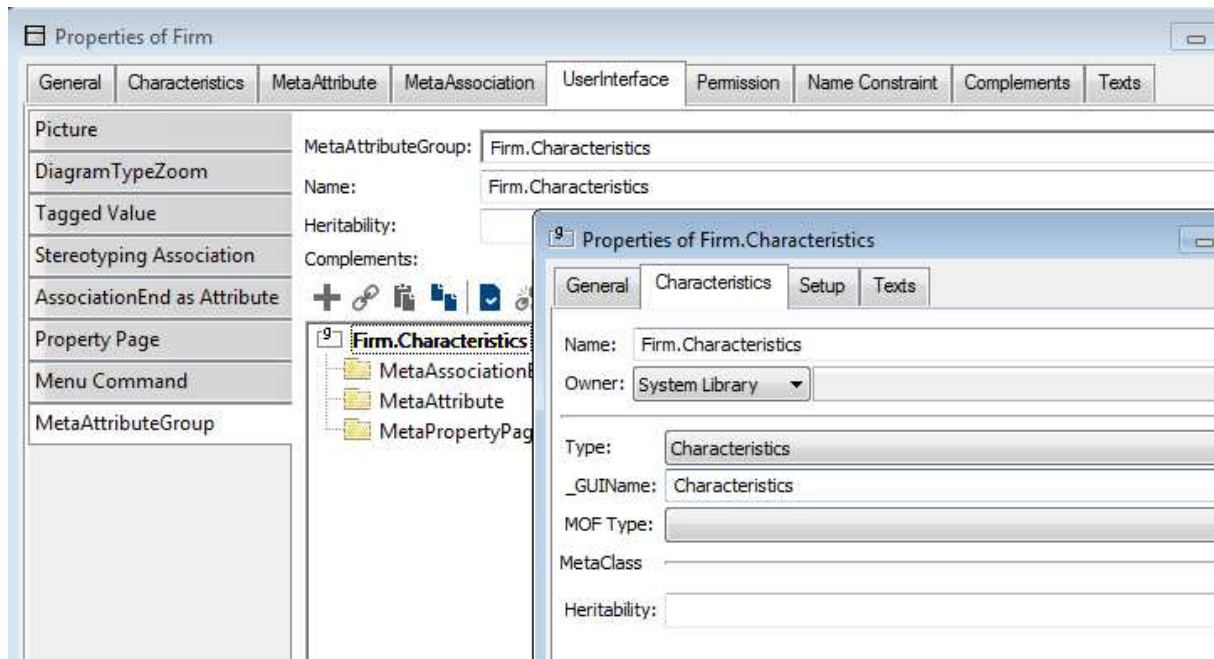 Properties of Firm
General Characteristics MetaAttribute MetaAssociation UserInterface Permission Name Constraint Complements Texts
Picture
DiagramTypeZoom
Tagged Value
Stereotyping Association
AssociationEnd as Attribute
Property Page
Menu Command
MetaAttributeGroup
MetaAttributeGroup: Firm.Characteristics
Name: Firm.Characteristics
Heritability:
Complements:
Firm.Characteristics
MetaAttribute
Properties of Firm.Characteristics
General Characteristics Setup Texts
Name: Firm.Characteristics
Owner: System Library
Type: Characteristics
_GUIName: Characteristics
MOF Type:
MetaClass
Heritability: